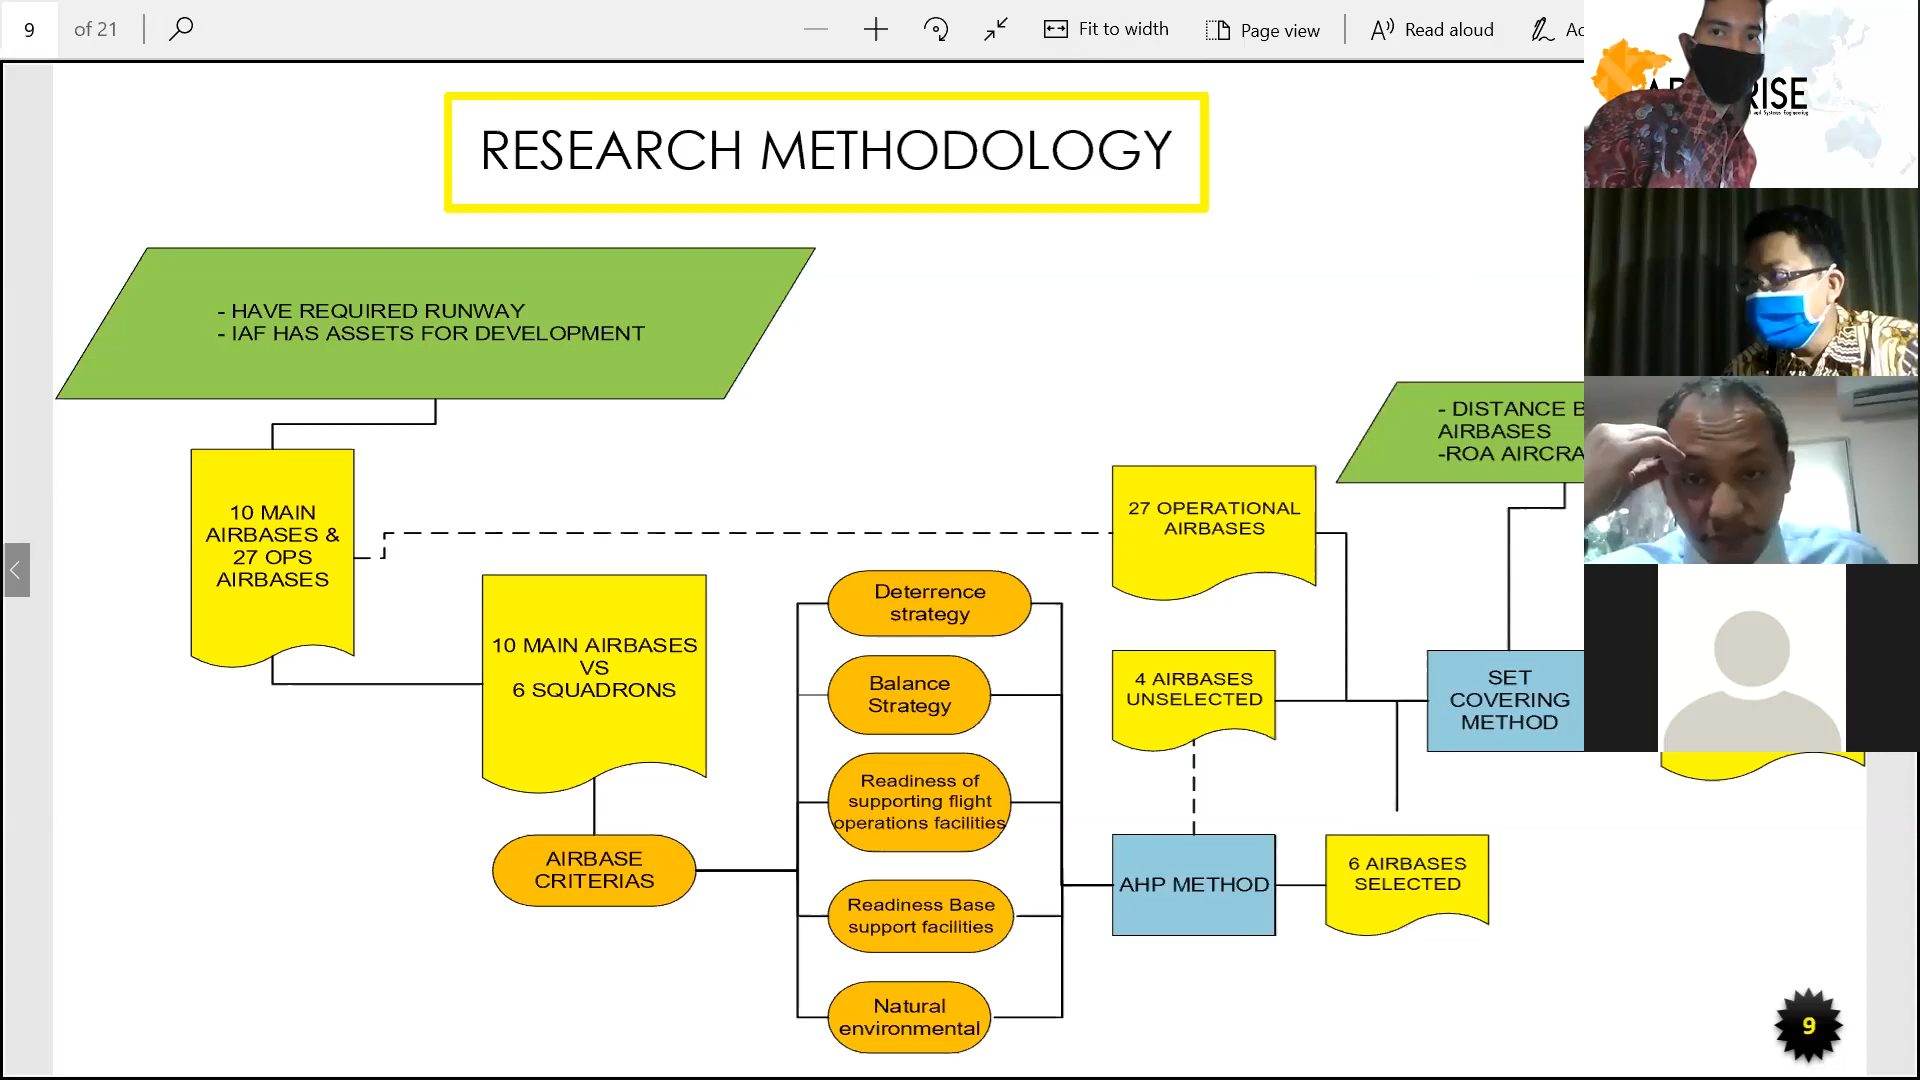 9 of 21
Fit to width
Page view
Read aloud
RISE
RESEARCH METHODOLOGY
- HAVE REQUIRED RUNWAY
- IAF HAS ASSETS FOR DEVELOPMENT
- DISTANCE B
AIRBASES
-ROA AIRCRA
10 MAIN
AIRBASES &
27 OPS
AIRBASES
27 OPERATIONAL
AIRBASES
10 MAIN AIRBASES
VS
6 SQUADRONS
Deterrence
strategy
Balance
Strategy
Readiness of
supporting flight
operations facilities
Readiness Base
support facilities
Natural
environmental
AIRBASE
CRITERIAS
4 AIRBASES
UNSELECTED
SET
COVERING
METHOD
AHP METHOD
6 AIRBASES
SELECTED
9